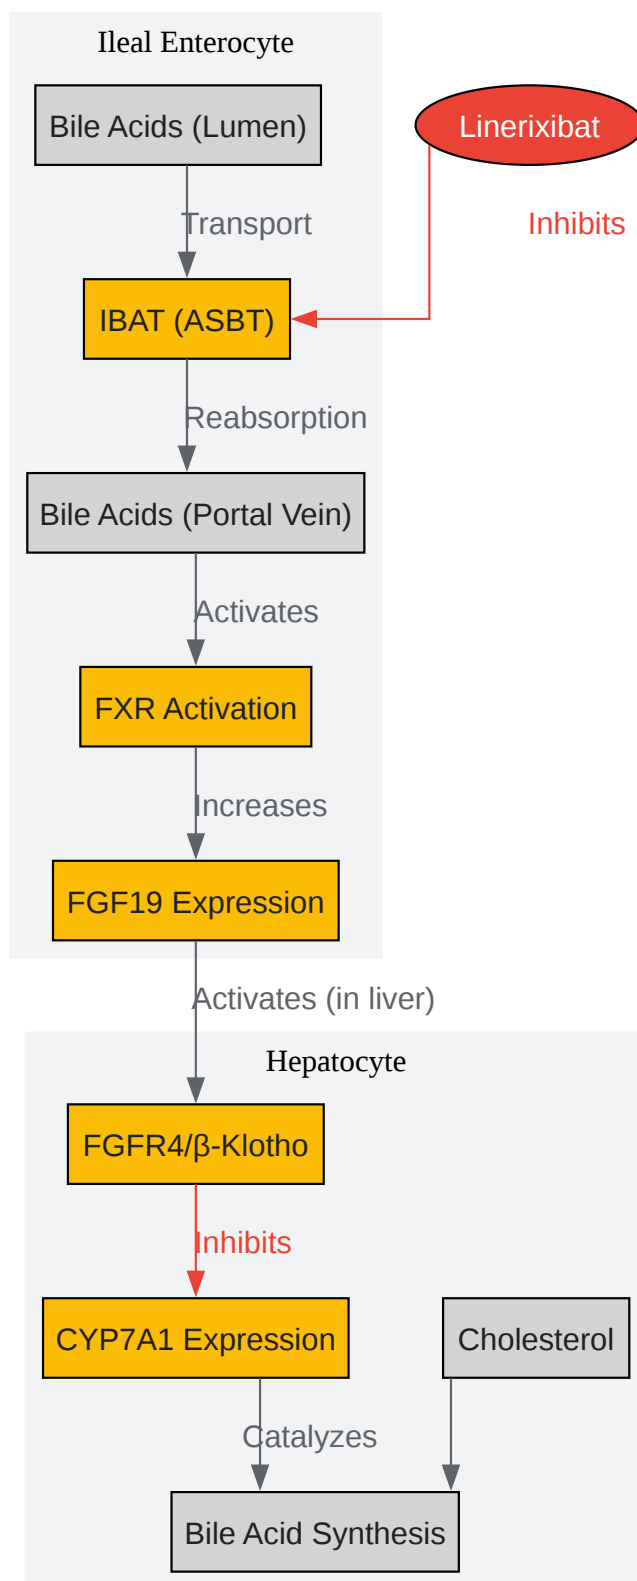 Ileal Enterocyte
Bile Acids (Lumen)
Linerixibat
Transport
Inhibits
IBAT (ASBT)
Reabsorption
Bile Acids (Portal Vein)
Activates
FXR Activation
Increases
FGF19 Expression
Activates (in liver)
Hepatocyte
FGFR4/β-Klotho
Inhibits
CYP7A1 Expression
Cholesterol
Catalyzes
Bile Acid Synthesis